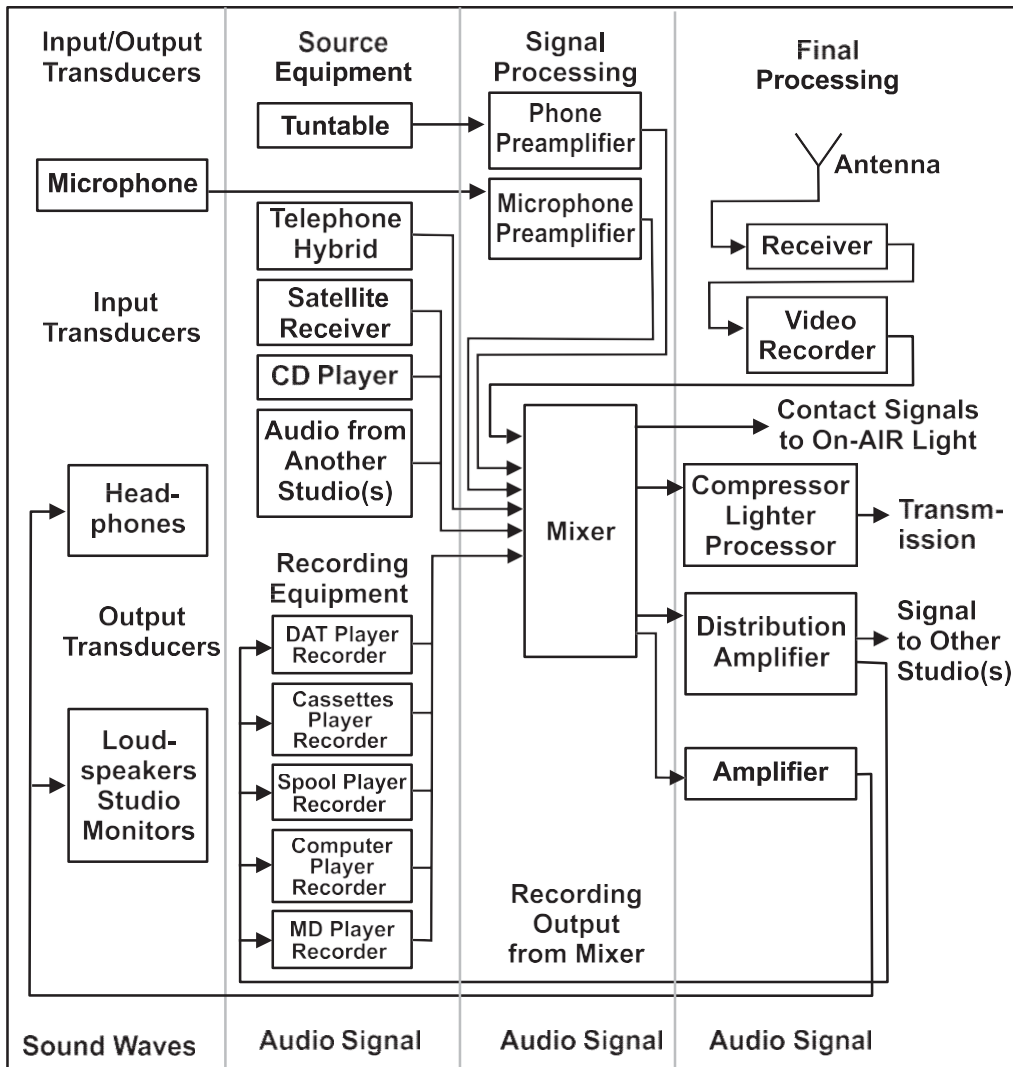 Input/Output
Transducers
Microphone
Input
Transducers
Head-
phones
Output
Transducers
Loud-
speakers
Studio
Monitors
Sound Waves
Source
Equipment
Tuntable
Telephone
Hybrid
Satellite
Receiver
CD Player
Audio from
Another
Studio(s)
Recording
Equipment
DAT Player
Recorder
Cassettes
Player
Recorder
Spool Player
Recorder
Computer
Player
Recorder
MD Player
Recorder
Audio Signal
Signal
Processing
Phone
Preamplifier
Microphone
Preamplifier
Mixer
Recording
Output
from Mixer
Audio Signal
Final
Processing
Antenna
Receiver
Video
Recorder
Contact Signals
to On-AIR Light
Compressor
Lighter
Processor
Transm-
ission
Distribution
Amplifier
Signal
to Other
Studio(s)
Amplifier
Audio Signal